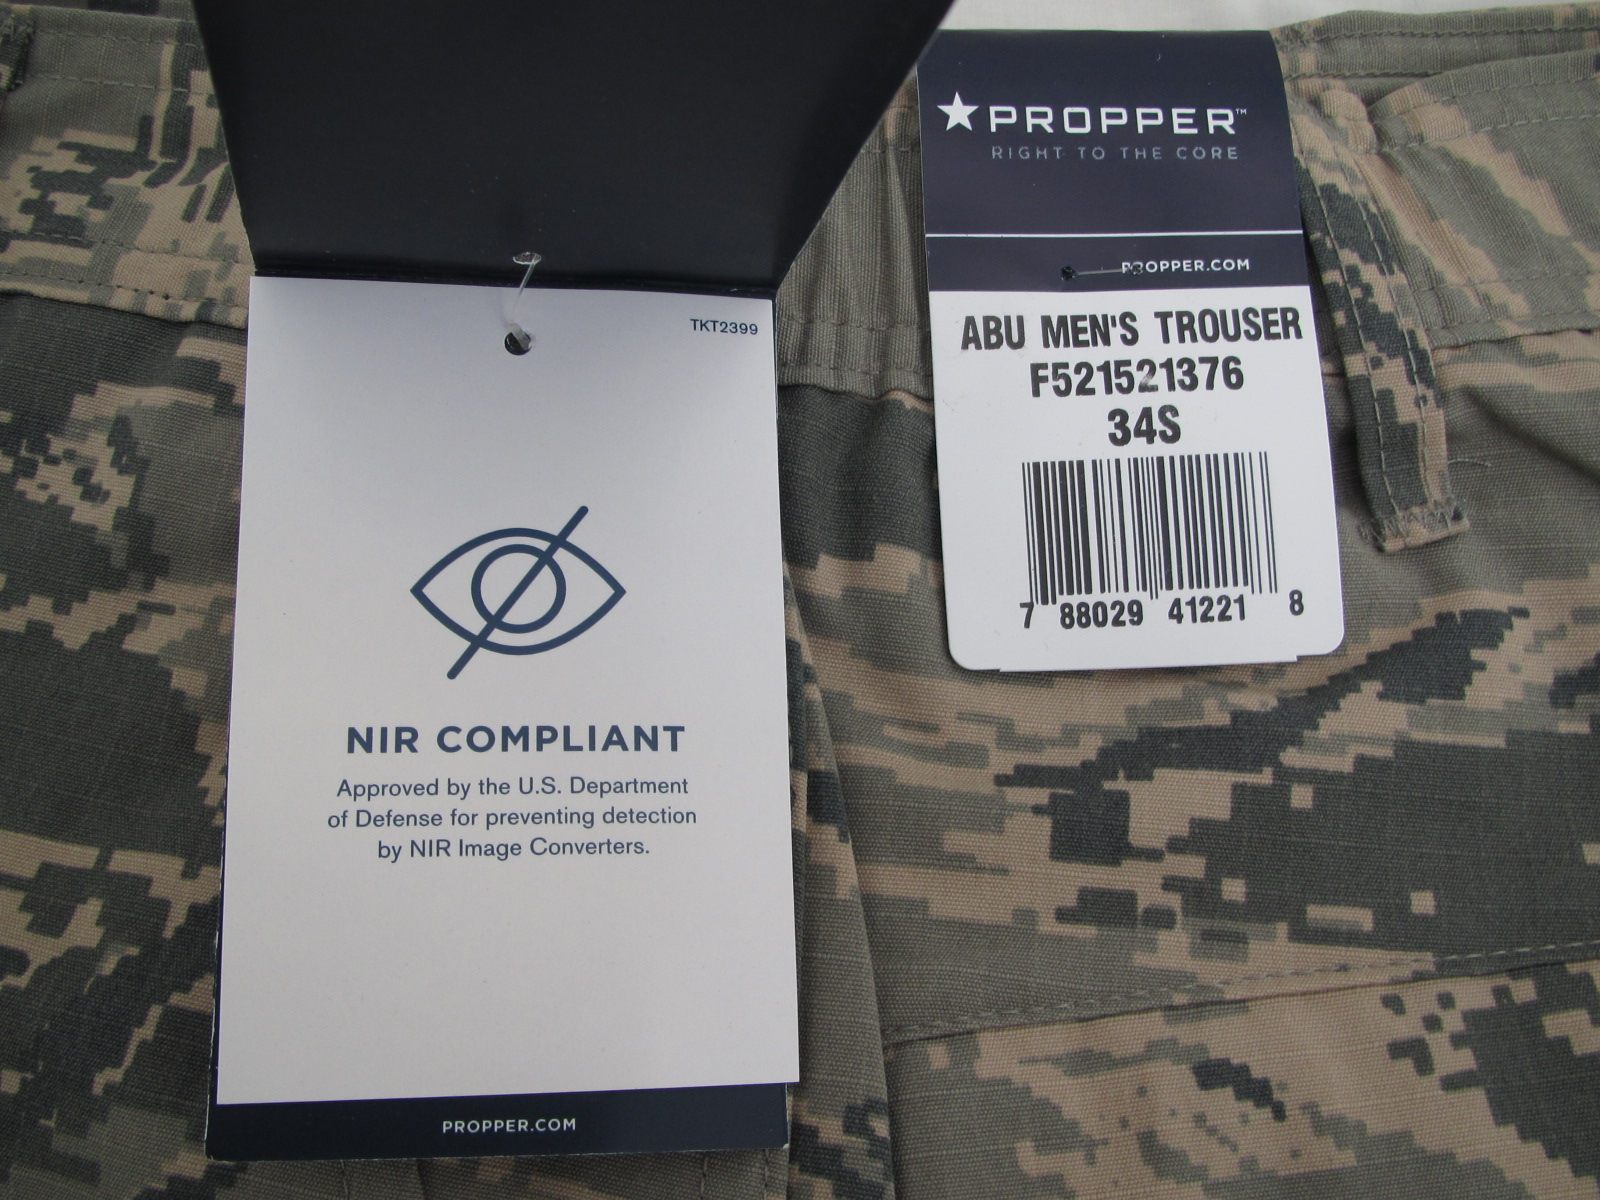 TKT2399
NIR COMPLIANT
Approved by the U.S. Department
of Defense for preventing detection
by NIR Image Converters.
PROPPER.COM
PROPPER™
RIGHT TO THE CORE
PROPPER.COM
ABU MEN'S TROUSER
F521521376
34S
7 88029 41221 8